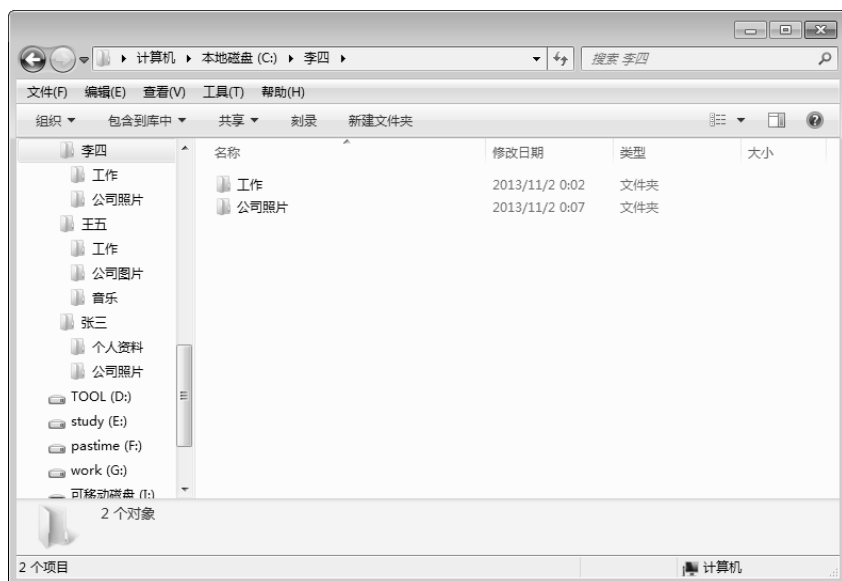 计算机 本地磁盘 (C:) 李四 搜索 李四
文件(F) 编辑(E) 查看(V) 工具(T) 帮助(H)
组织 包含到库中 共享 刻录 新建文件夹
李四
工作
公司照片
王五
工作
公司图片
音乐
张三
个人资料
公司照片
TOOL (D:)
study (E:)
pastime (F:)
work (G:)
可移动磁盘 (I:)
名称 修改日期 类型 大小
工作 2013/11/2 0:02 文件夹
公司照片 2013/11/2 0:07 文件夹
2 个对象
2 个项目 计算机